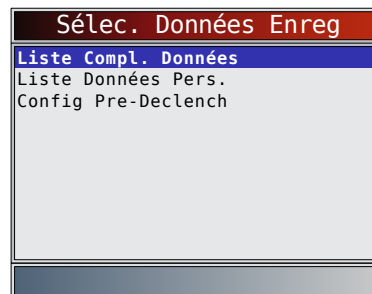 Sélec. Données Enreg
Liste Compl. Données
Liste Données Pers.
Config Pre-Declench